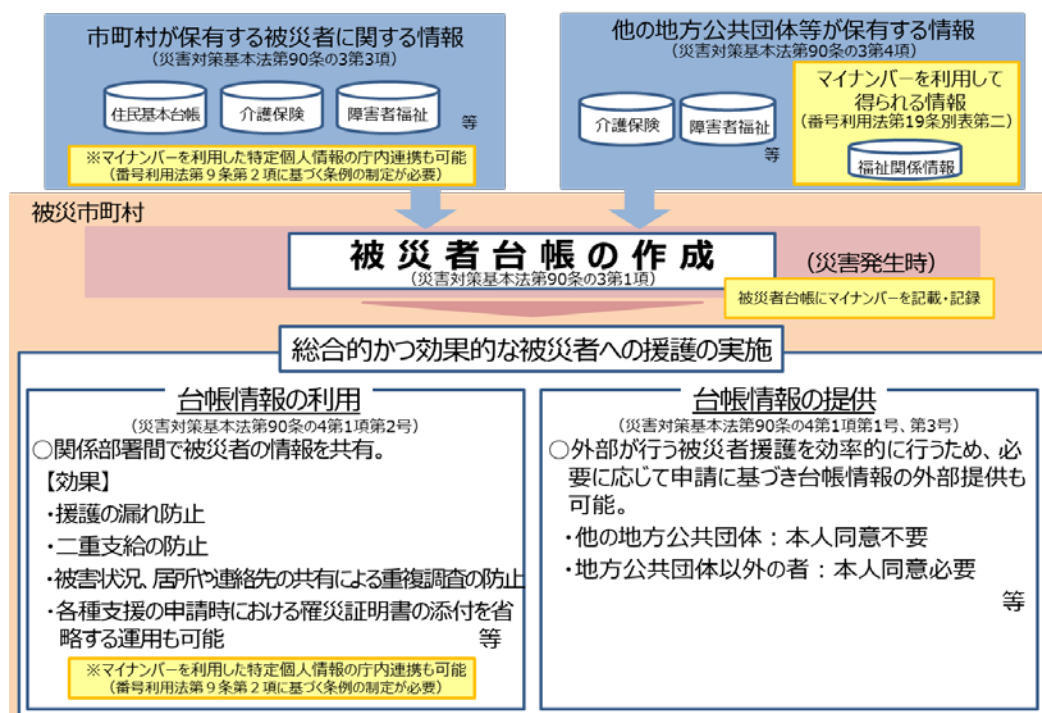 市町村が保有する被災者に関する情報
（災害対策基本法第90条の3第3項）
住民基本台帳
介護保険
障害者福祉
等
※マイナンバーを利用した特定個人情報の庁内連携も可能
（番号利用法第９条第２項に基づく条例の制定が必要）
他の地方公共団体等が保有する情報
（災害対策基本法第90条の3第4項）
介護保険
障害者福祉
等
マイナンバーを利用して
得られる情報
（番号利用法第19条別表第二）
福祉関係情報
被災市町村
被災者台帳の作成
（災害対策基本法第90条の3第1項）
（災害発生時）
被災者台帳にマイナンバーを記載・記録
総合的かつ効果的な被災者への援護の実施
台帳情報の利用
（災害対策基本法第90条の4第1項第2号）
○関係部署間で被災者の情報を共有。
【効果】
・援護の漏れ防止
・二重支給の防止
・被害状況、居所や連絡先の共有による重複調査の防止
・各種支援の申請時における罹災証明書の添付を省
略する運用も可能 等
※マイナンバーを利用した特定個人情報の庁内連携も可能
（番号利用法第９条第２項に基づく条例の制定が必要）
台帳情報の提供
（災害対策基本法第90条の4第1項第1号、第3号）
○外部が行う被災者援護を効率的に行うため、必
要に応じて申請に基づき台帳情報の外部提供も
可能。
・他の地方公共団体：本人同意不要
・地方公共団体以外の者：本人同意必要
等